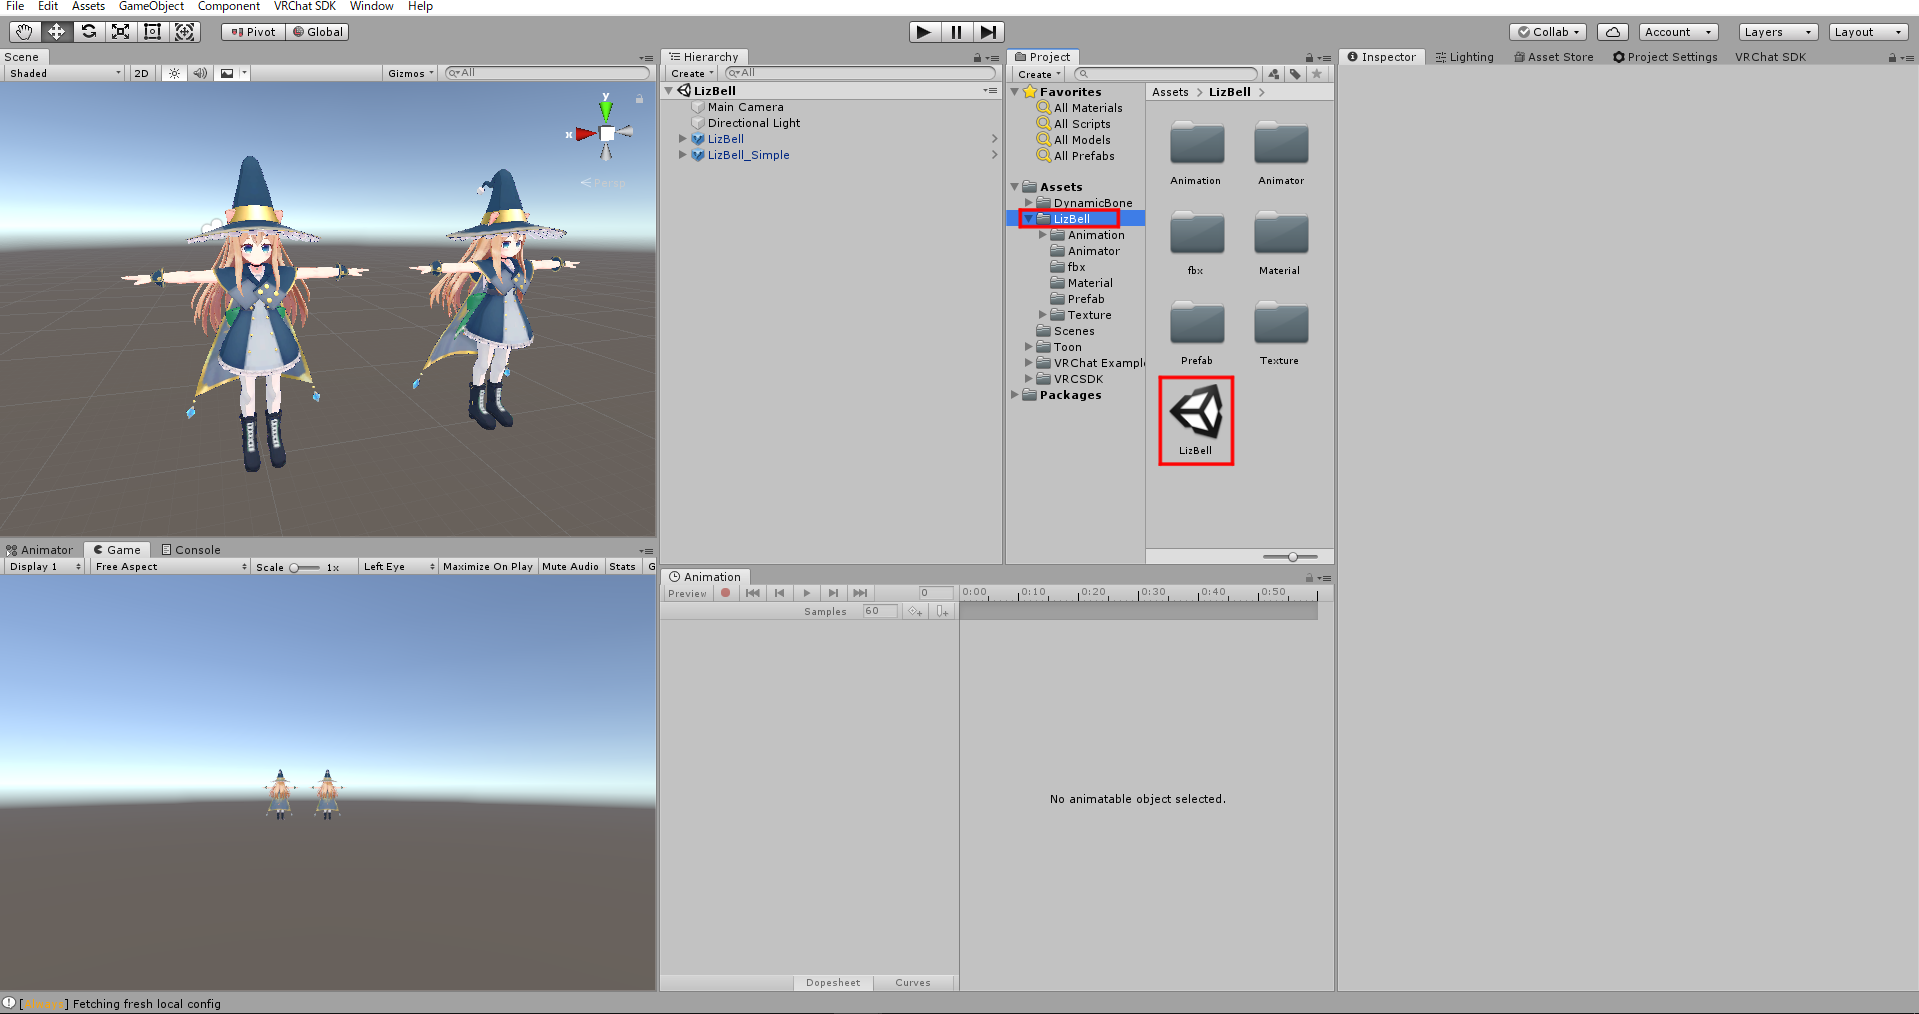 File Edit Assets GameObject Component VRChat SDK Window Help
Pivot Global Collab Account Layers Layout
Scene
Shaded 2D Gizmos All
y
x
Persp
Hierarchy
Create All
LizBell
Main Camera
Directional Light
LizBell
LizBell_Simple
Project
Create
Favorites
All Materials
All Scripts
All Models
All Prefabs
Assets
DynamicBone
LizBell
Animation
Animator
fbx
Material
Prefab
Texture
Scenes
Toon
VRChat Example
VRCSDK
Packages
Assets LizBell
Animation Animator
fbx Material
Prefab Texture
LizBell
Inspector Lighting Asset Store Project Settings VRChat SDK
Animator Game Console
Display 1 Free Aspect Scale 1x Left Eye Maximize On Play Mute Audio Stats G
Animation
Preview 0 0:00 0:10 0:20 0:30 0:40 0:50
Samples 60
No animatable object selected.
Dopesheet Curves
[Always] Fetching fresh local config